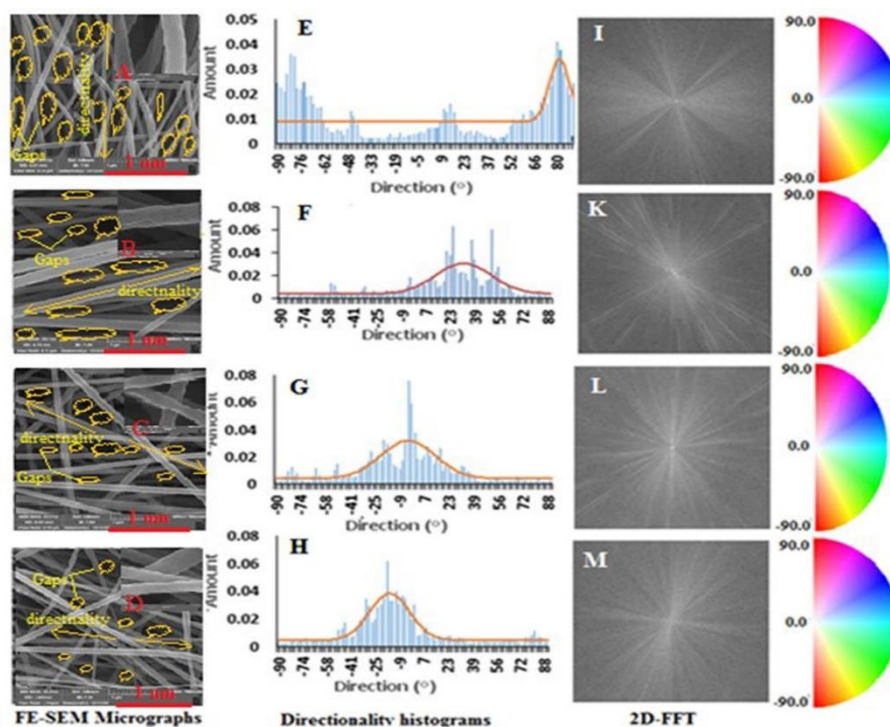 A
directnality
Gaps
1 nm
0.05
0.04
0.03
0.02
0.01
0
Amount
E
-90 -76 -62 -48 -33 -19 -5 9 23 37 52 66 80
Direction (°)
I
90.0
0.0
-90.0
B
Gaps
directnality
1 nm
0.08
0.06
0.04
0.02
0
Amount
F
-90 -74 -58 -41 -25 -9 7 23 39 56 72 88
Direction (°)
K
90.0
0.0
-90.0
C
directnality
Gaps
1 nm
0.08
0.06
0.04
0.02
0
Amount
G
-90 -74 -58 -41 -25 -9 7 23 39 56 72 88
Direction (°)
L
90.0
0.0
-90.0
D
Gaps
directnality
1 nm
0.08
0.06
0.04
0.02
0
Amount
H
-90 -74 -58 -41 -25 -9 7 23 39 56 72 88
Direction (°)
M
90.0
0.0
-90.0
FE-SEM Micrographs
Directionality histograms
2D-FFT